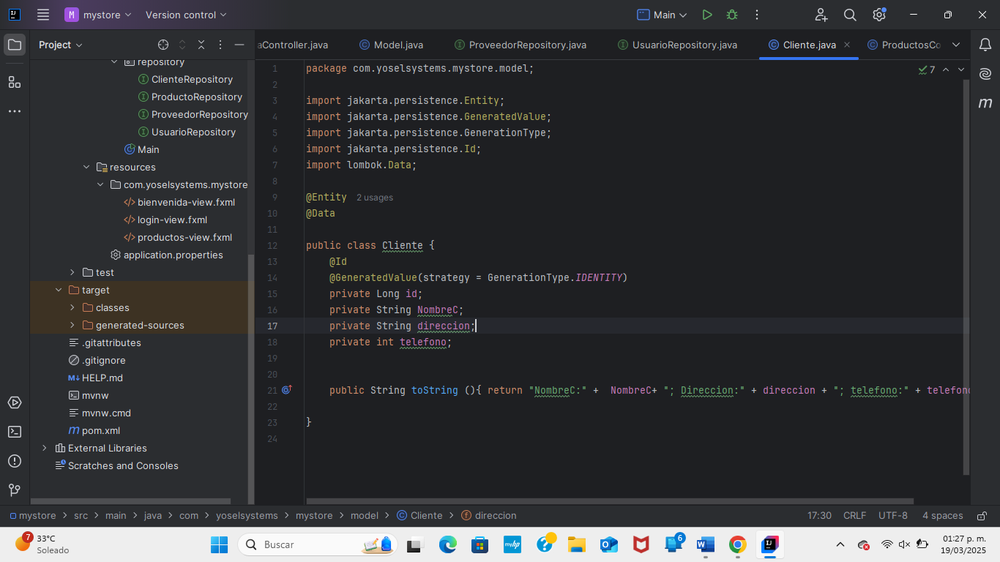 M mystore Version control Main
Project
aController.java Model.java ProveedorRepository.java UsuarioRepository.java Cliente.java ProductosCo
repository
ClienteRepository
ProductoRepository
ProveedorRepository
UsuarioRepository
Main
resources
com.yoselsystems.mystore
</> bienvenida-view.fxml
</> login-view.fxml
</> productos-view.fxml
application.properties
test
target
classes
generated-sources
.gitattributes
.gitignore
M↓ HELP.md
mvnw
mvnw.cmd
m pom.xml
External Libraries
Scratches and Consoles
7
1 package com.yoselsystems.mystore.model;
2
3 import jakarta.persistence.Entity;
4 import jakarta.persistence.GeneratedValue;
5 import jakarta.persistence.GenerationType;
6 import jakarta.persistence.Id;
7 import lombok.Data;
8
9 @Entity 2 usages
10 @Data
11
12 public class Cliente {
13 @Id
14 @GeneratedValue(strategy = GenerationType.IDENTITY)
15 private Long id;
16 private String NombreC;
17 private String direccion;
18 private int telefono;
19
20
21 public String toString (){ return "NombreC:" + NombreC+ "; Direccion:" + direccion + "; telefono:" + telefono
22
23 }
24
m
mystore > src > main > java > com > yoselsystems > mystore > model > Cliente > direccion 17:30 CRLF UTF-8 4 spaces
7 33°C
Soleado
Buscar
myhp
6
01:27 p. m.
19/03/2025